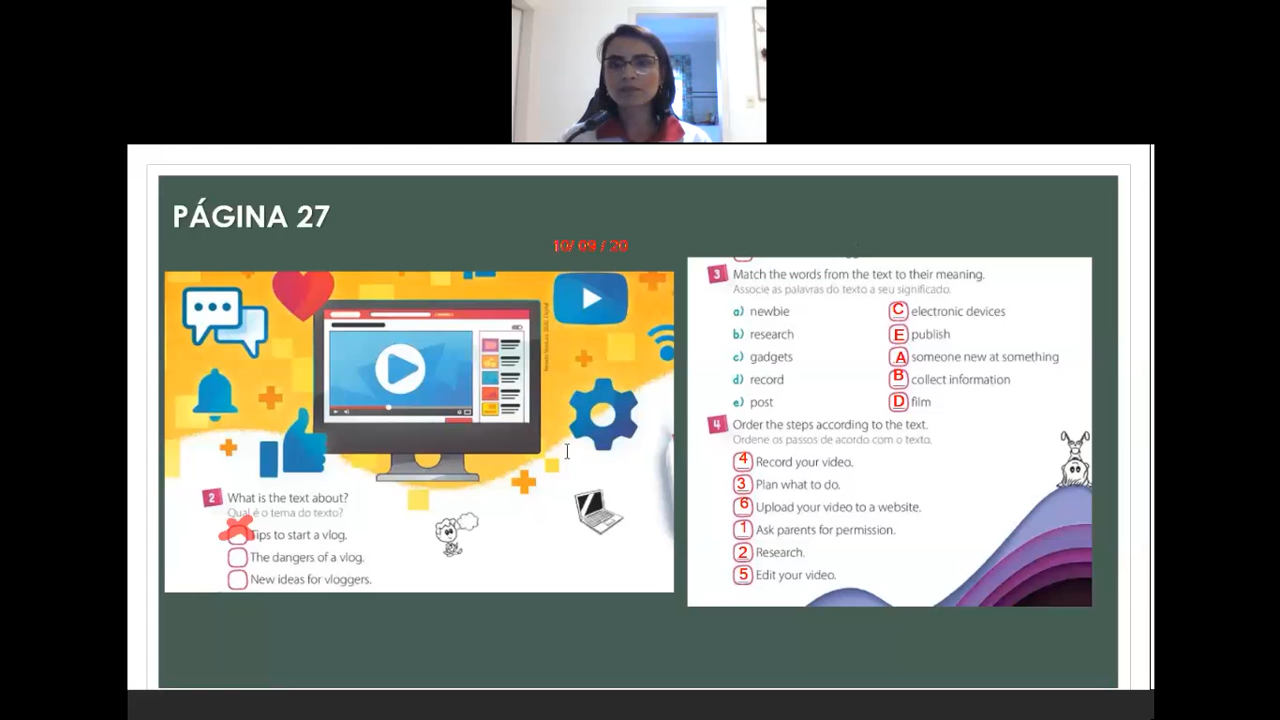 PÁGINA 27
10/ 09 / 20
2 What is the text about?
Qual é o tema do texto?
Tips to start a vlog.
The dangers of a vlog.
New ideas for vloggers.
3 Match the words from the text to their meaning.
Associe as palavras do texto a seu significado.
a) newbie
b) research
c) gadgets
d) record
e) post
C electronic devices
E publish
A someone new at something
B collect information
D film
4 Order the steps according to the text.
Ordene os passos de acordo com o texto.
4 Record your video.
3 Plan what to do.
6 Upload your video to a website.
1 Ask parents for permission.
2 Research.
5 Edit your video.